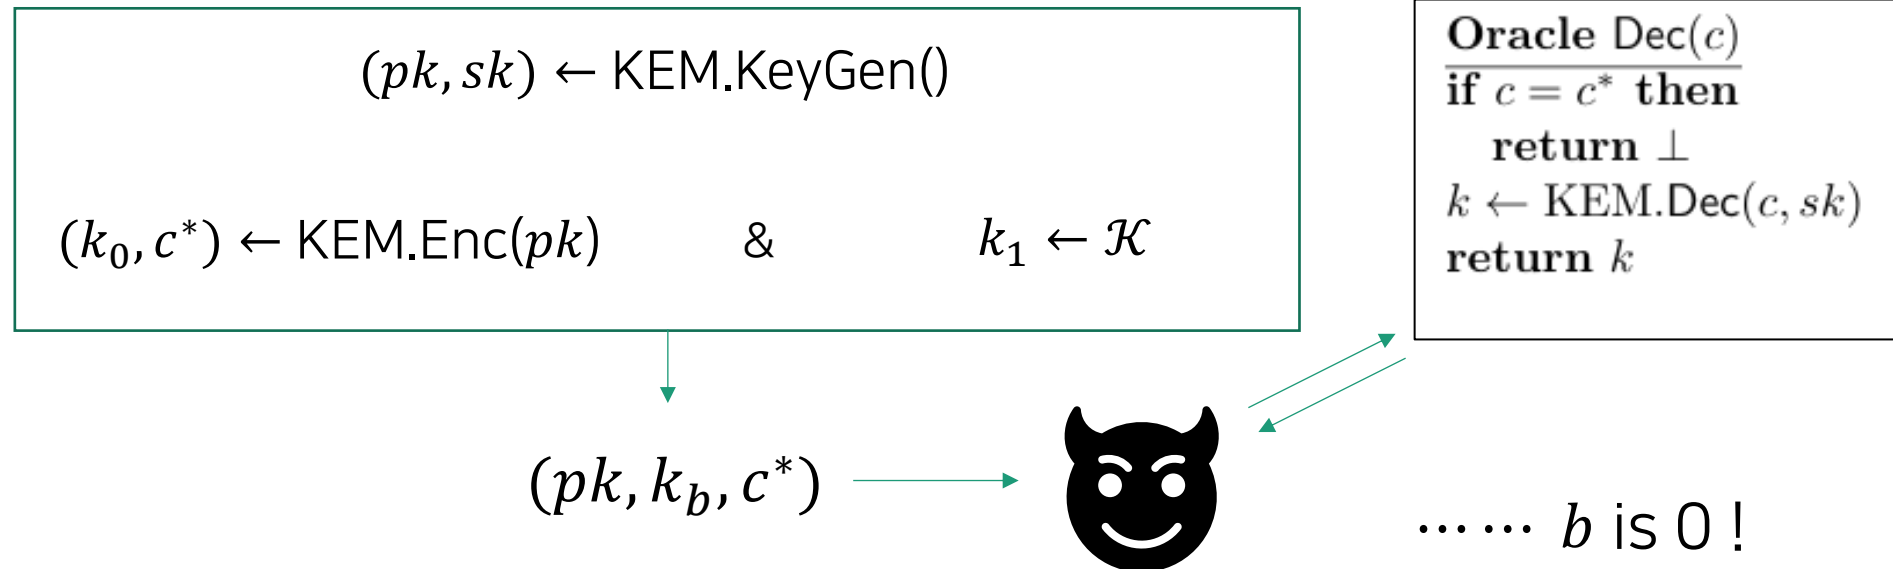 (pk, sk) ← KEM.KeyGen()
(k₀, c*) ← KEM.Enc(pk) & k₁ ← 𝒦
(pk, k_b, c*)
Oracle Dec(c)
if c = c* then
return ⊥
k ← KEM.Dec(c, sk)
return k
⋯⋯ b is 0 !